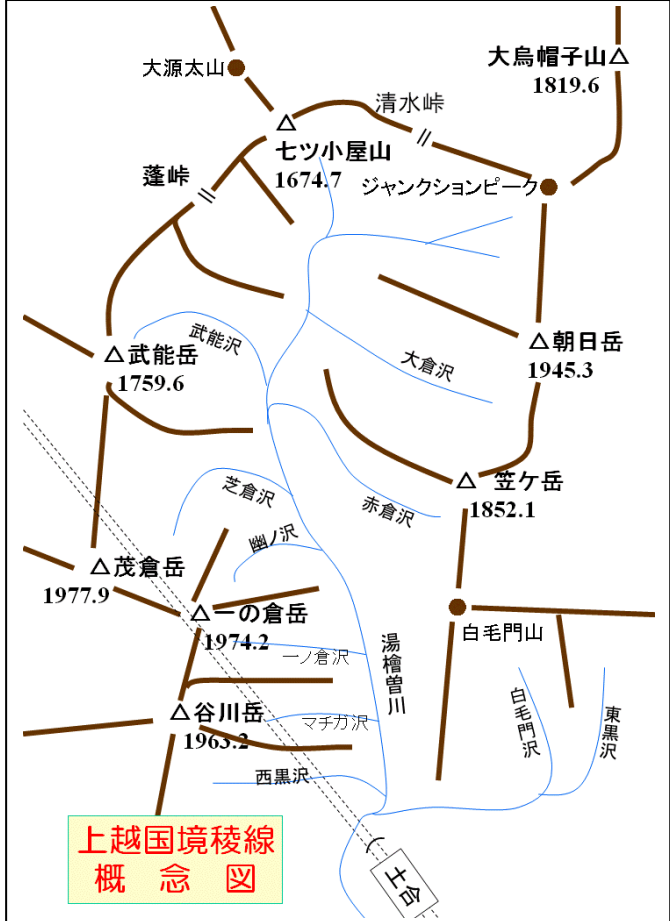 大源太山
大烏帽子山
1819.6
清水峠
七ツ小屋山
1674.7
蓬峠
ジャンクションピーク
武能沢
武能岳
1759.6
大倉沢
朝日岳
1945.3
笠ケ岳
1852.1
芝倉沢
赤倉沢
幽ノ沢
茂倉岳
1977.9
一の倉岳
1974.2
一ノ倉沢
湯檜曽川
白毛門山
谷川岳
1963.2
マチガ沢
白毛門沢
東黒沢
西黒沢
上越国境稜線
概念図
土合